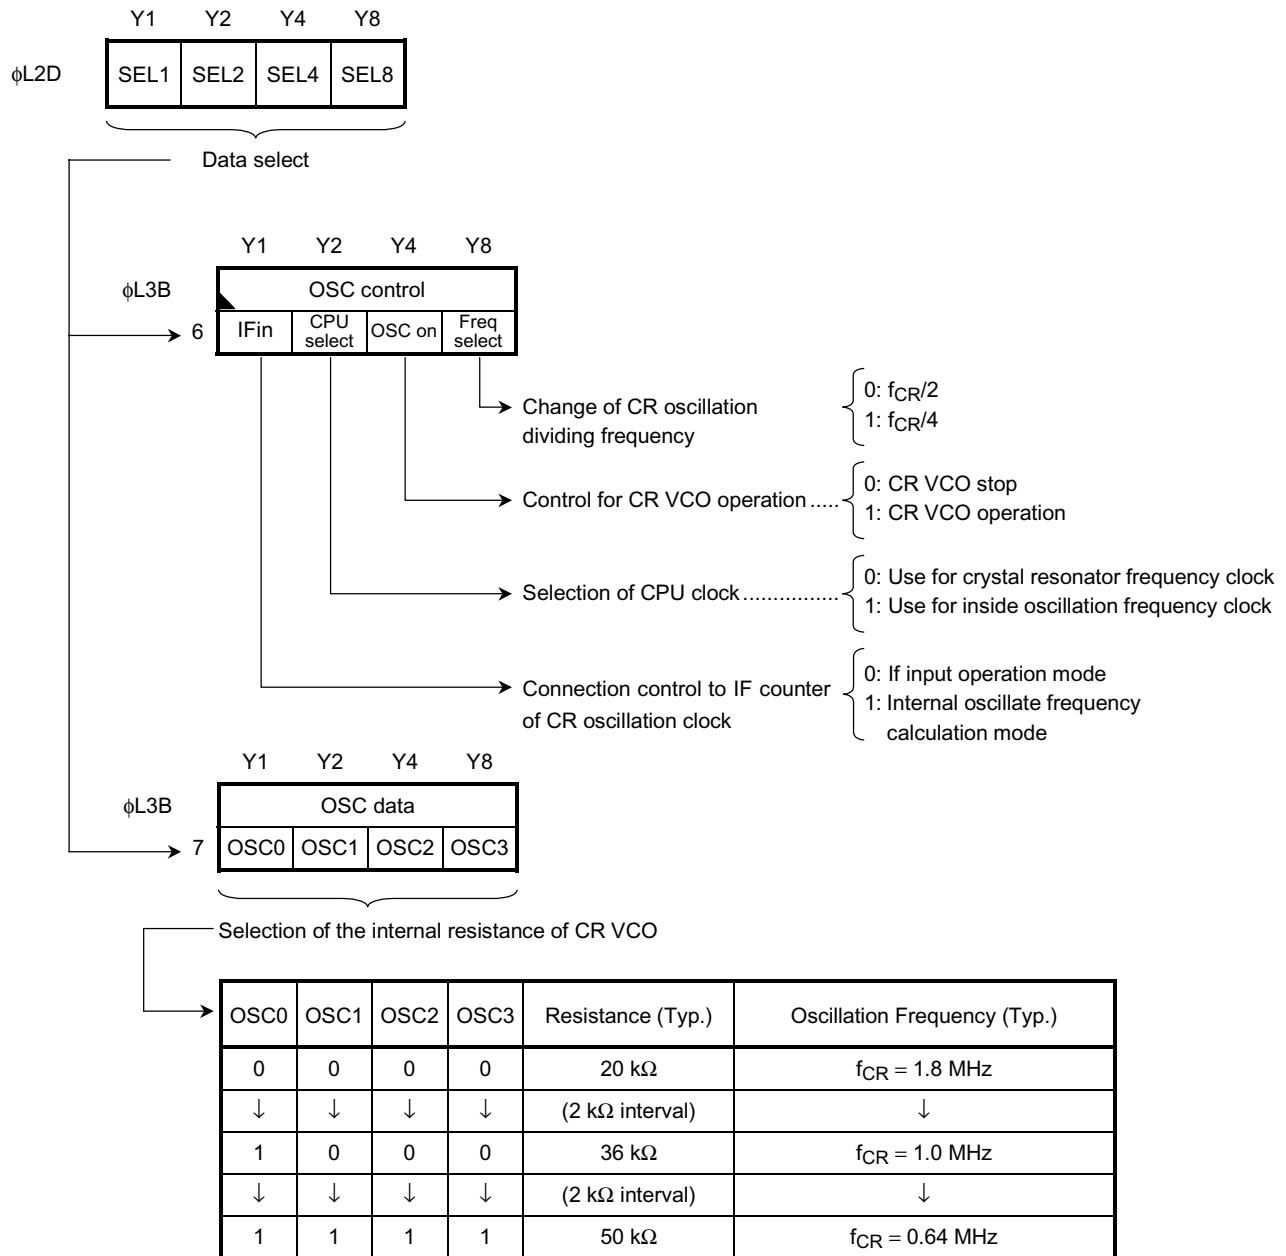 Y1 Y2 Y4 Y8
ϕL2D SEL1 SEL2 SEL4 SEL8
Data select
Y1 Y2 Y4 Y8
ϕL3B OSC control
6 IFin CPU select OSC on Freq select
Change of CR oscillation dividing frequency
0: fCR/2
1: fCR/4
Control for CR VCO operation .....
0: CR VCO stop
1: CR VCO operation
Selection of CPU clock ................
0: Use for crystal resonator frequency clock
1: Use for inside oscillation frequency clock
Connection control to IF counter
of CR oscillation clock
0: If input operation mode
1: Internal oscillate frequency
calculation mode
Y1 Y2 Y4 Y8
ϕL3B OSC data
7 OSC0 OSC1 OSC2 OSC3
Selection of the internal resistance of CR VCO
OSC0 OSC1 OSC2 OSC3 Resistance (Typ.) Oscillation Frequency (Typ.)
0 0 0 0 20 kΩ fCR = 1.8 MHz
↓ ↓ ↓ ↓ (2 kΩ interval) ↓
1 0 0 0 36 kΩ fCR = 1.0 MHz
↓ ↓ ↓ ↓ (2 kΩ interval) ↓
1 1 1 1 50 kΩ fCR = 0.64 MHz